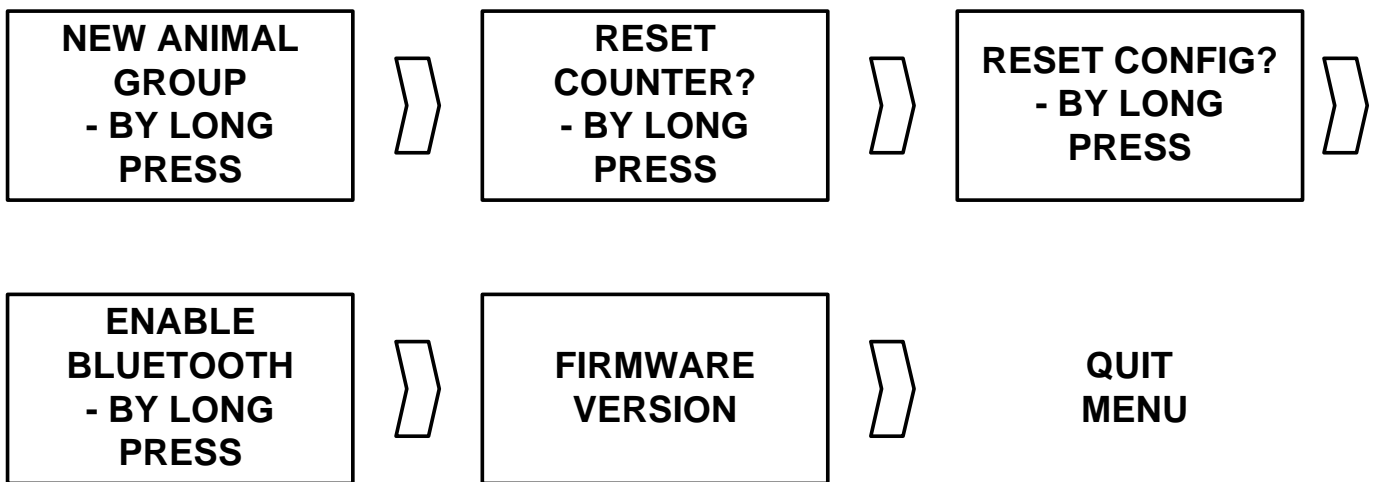 NEW ANIMAL
GROUP
- BY LONG
PRESS
RESET
COUNTER?
- BY LONG
PRESS
RESET CONFIG?
- BY LONG
PRESS
ENABLE
BLUETOOTH
- BY LONG
PRESS
FIRMWARE
VERSION
QUIT
MENU